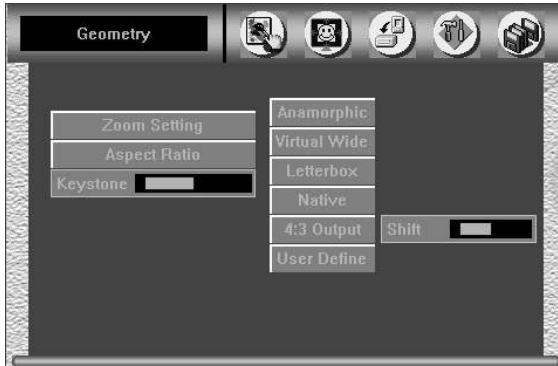 Geometry
Zoom Setting
Aspect Ratio
Keystone
Anamorphic
Virtual Wide
Letterbox
Native
4:3 Output
User Define
Shift